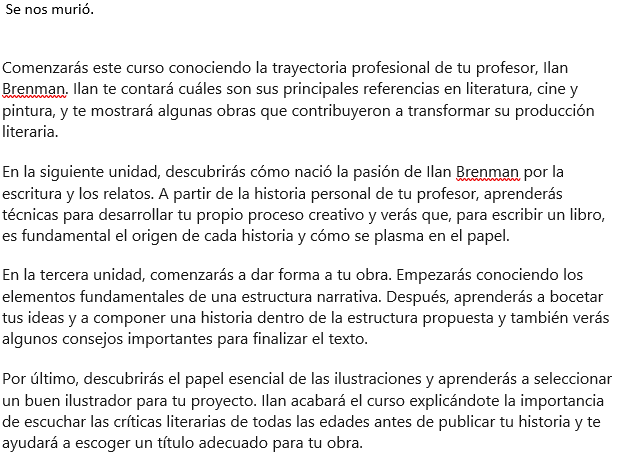 Se nos murió.
Comenzarás este curso conociendo la trayectoria profesional de tu profesor, Ilan
Brenman. Ilan te contará cuáles son sus principales referencias en literatura, cine y
pintura, y te mostrará algunas obras que contribuyeron a transformar su producción
literaria.
En la siguiente unidad, descubrirás cómo nació la pasión de Ilan Brenman por la
escritura y los relatos. A partir de la historia personal de tu profesor, aprenderás
técnicas para desarrollar tu propio proceso creativo y verás que, para escribir un libro,
es fundamental el origen de cada historia y cómo se plasma en el papel.
En la tercera unidad, comenzarás a dar forma a tu obra. Empezarás conociendo los
elementos fundamentales de una estructura narrativa. Después, aprenderás a bocetar
tus ideas y a componer una historia dentro de la estructura propuesta y también verás
algunos consejos importantes para finalizar el texto.
Por último, descubrirás el papel esencial de las ilustraciones y aprenderás a seleccionar
un buen ilustrador para tu proyecto. Ilan acabará el curso explicándote la importancia
de escuchar las críticas literarias de todas las edades antes de publicar tu historia y te
ayudará a escoger un título adecuado para tu obra.